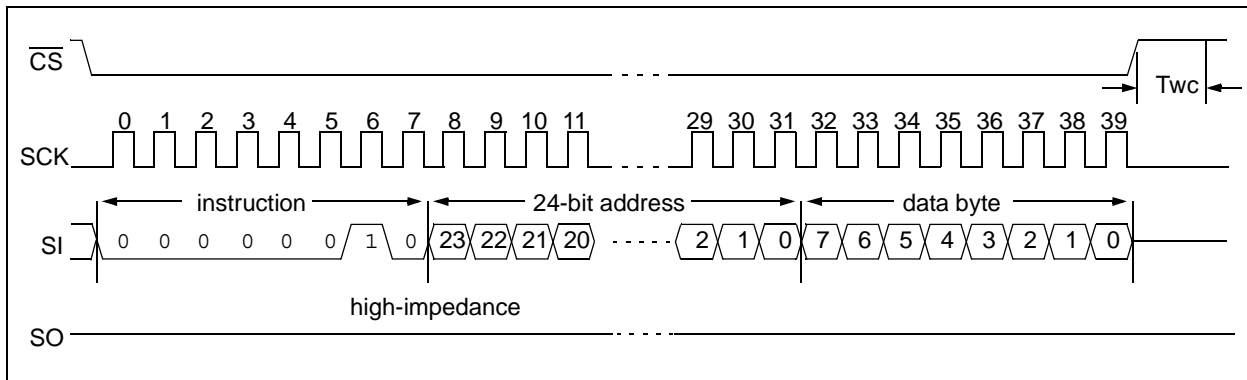 CS
Twc
0 1 2 3 4 5 6 7 8 9 10 11 29 30 31 32 33 34 35 36 37 38 39
SCK
instruction 24-bit address data byte
SI 0 0 0 0 0 0 1 0 23 22 21 20 2 1 0 7 6 5 4 3 2 1 0
high-impedance
SO